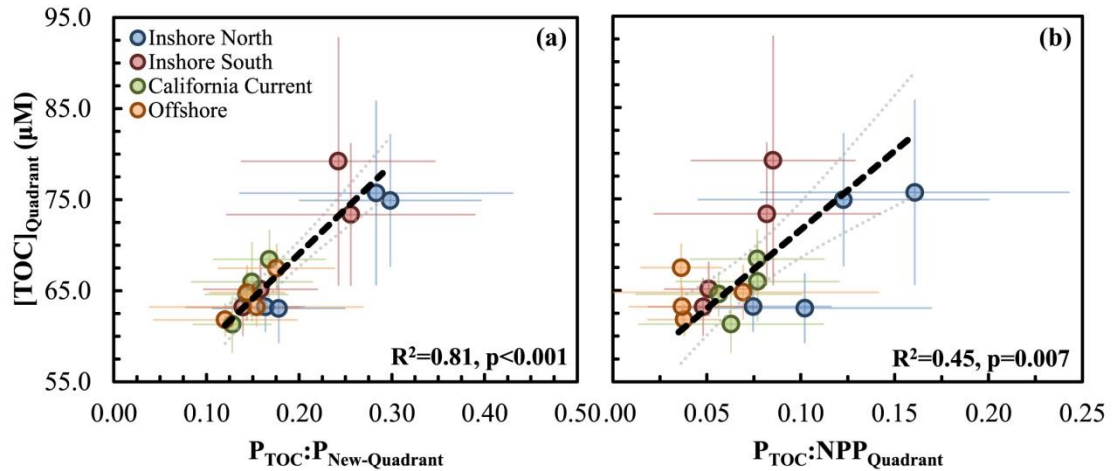 95.0
85.0
75.0
65.0
55.0
[TOC]Quadrant (µM)
Inshore North
Inshore South
California Current
Offshore
(a)
R²=0.81, p<0.001
0.00 0.10 0.20 0.30 0.40 0.50
PTOC:PNew-Quadrant
(b)
R²=0.45, p=0.007
0.00 0.05 0.10 0.15 0.20 0.25
PTOC:NPPQuadrant